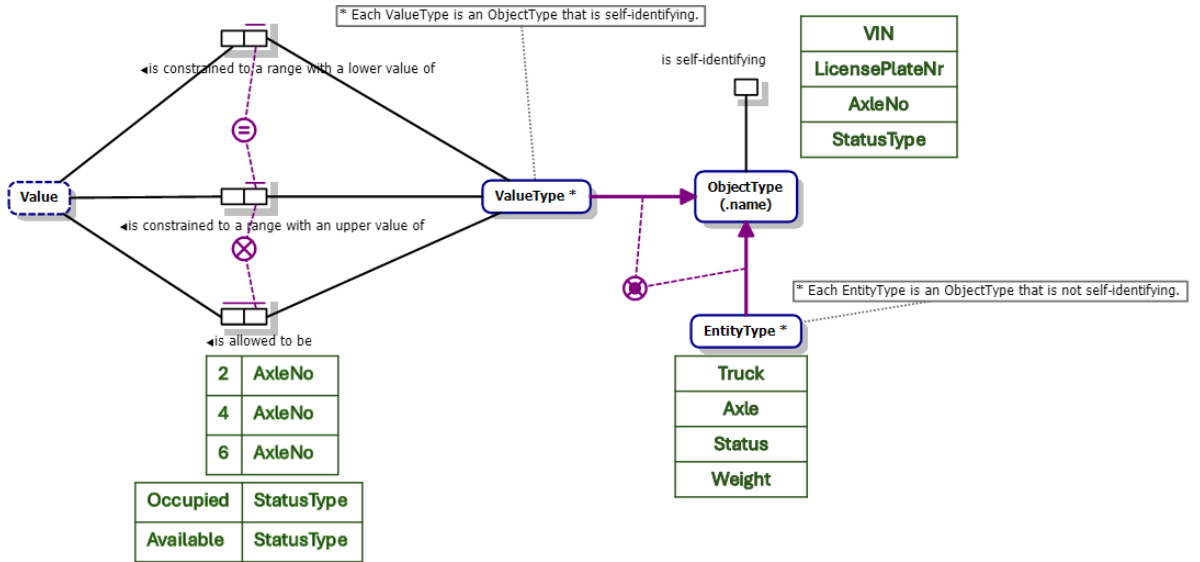 * Each ValueType is an ObjectType that is self-identifying.
◄is constrained to a range with a lower value of
is self-identifying
VIN
LicensePlateNr
AxleNo
StatusType
Value
ValueType *
ObjectType
(.name)
◄is constrained to a range with an upper value of
* Each EntityType is an ObjectType that is not self-identifying.
EntityType *
◄is allowed to be
2 AxleNo
4 AxleNo
6 AxleNo
Occupied StatusType
Available StatusType
Truck
Axle
Status
Weight